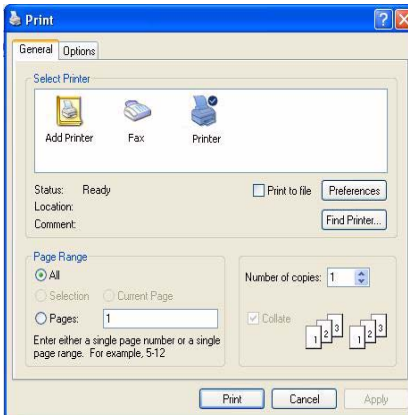 Print
General Options
Select Printer
Add Printer Fax Printer
Status: Ready
Print to file Preferences
Location:
Comment:
Find Printer...
Page Range
All
Selection Current Page
Pages: 1
Enter either a single page number or a single
page range. For example, 5-12
Number of copies: 1
Collate
1 2 3 1 2 3
Print Cancel Apply